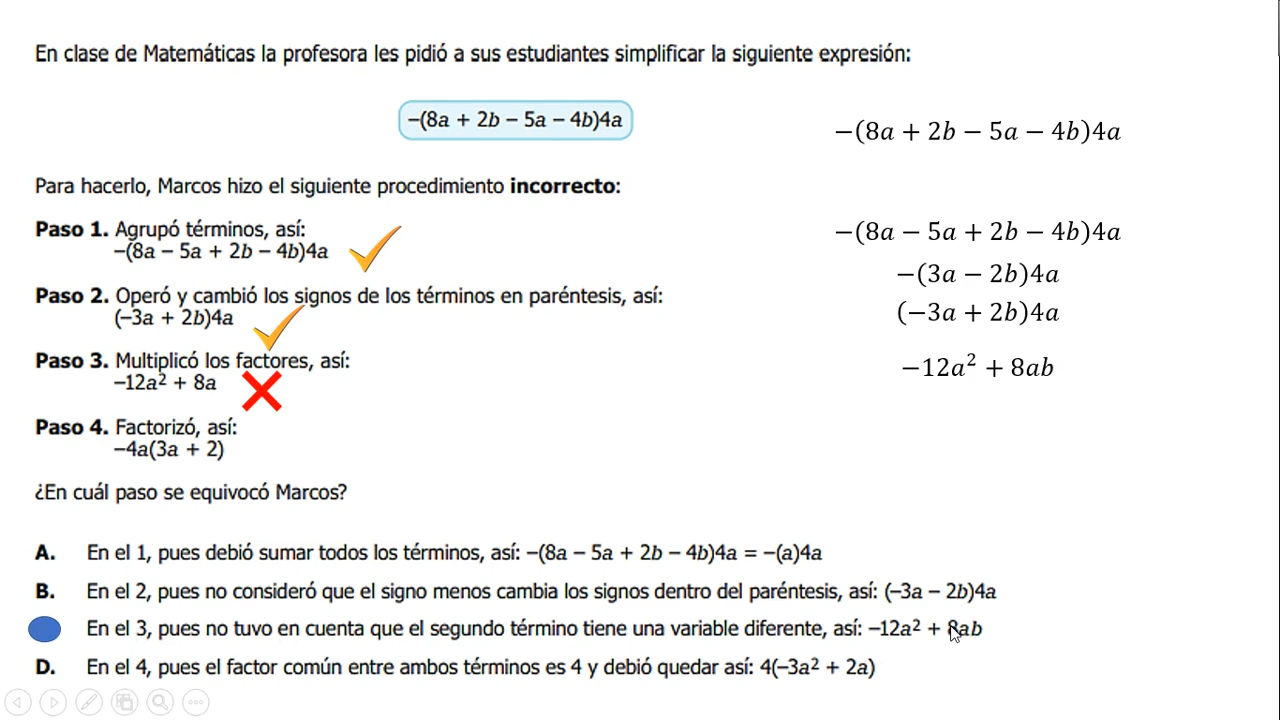 En clase de Matemáticas la profesora les pidió a sus estudiantes simplificar la siguiente expresión:
–(8a + 2b – 5a – 4b)4a
−(8a + 2b − 5a − 4b)4a
Para hacerlo, Marcos hizo el siguiente procedimiento incorrecto:
Paso 1. Agrupó términos, así:
–(8a – 5a + 2b – 4b)4a
−(8a − 5a + 2b − 4b)4a
−(3a − 2b)4a
Paso 2. Operó y cambió los signos de los términos en paréntesis, así:
(–3a + 2b)4a
(−3a + 2b)4a
Paso 3. Multiplicó los factores, así:
–12a² + 8a
−12a² + 8ab
Paso 4. Factorizó, así:
–4a(3a + 2)
¿En cuál paso se equivocó Marcos?
A. En el 1, pues debió sumar todos los términos, así: –(8a – 5a + 2b – 4b)4a = –(a)4a
B. En el 2, pues no consideró que el signo menos cambia los signos dentro del paréntesis, así: (–3a – 2b)4a
En el 3, pues no tuvo en cuenta que el segundo término tiene una variable diferente, así: –12a² + 8ab
D. En el 4, pues el factor común entre ambos términos es 4 y debió quedar así: 4(–3a² + 2a)